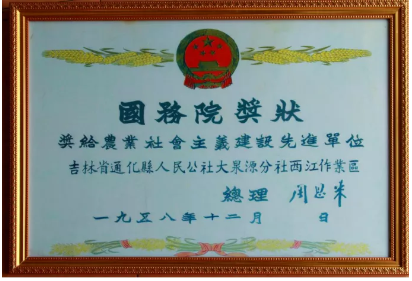 國務院獎狀
獎給農業社會主義建設先進單位
吉林省通化縣人民公社大泉源分社西江作業區
總理 周恩來
一九五八年十二月 日